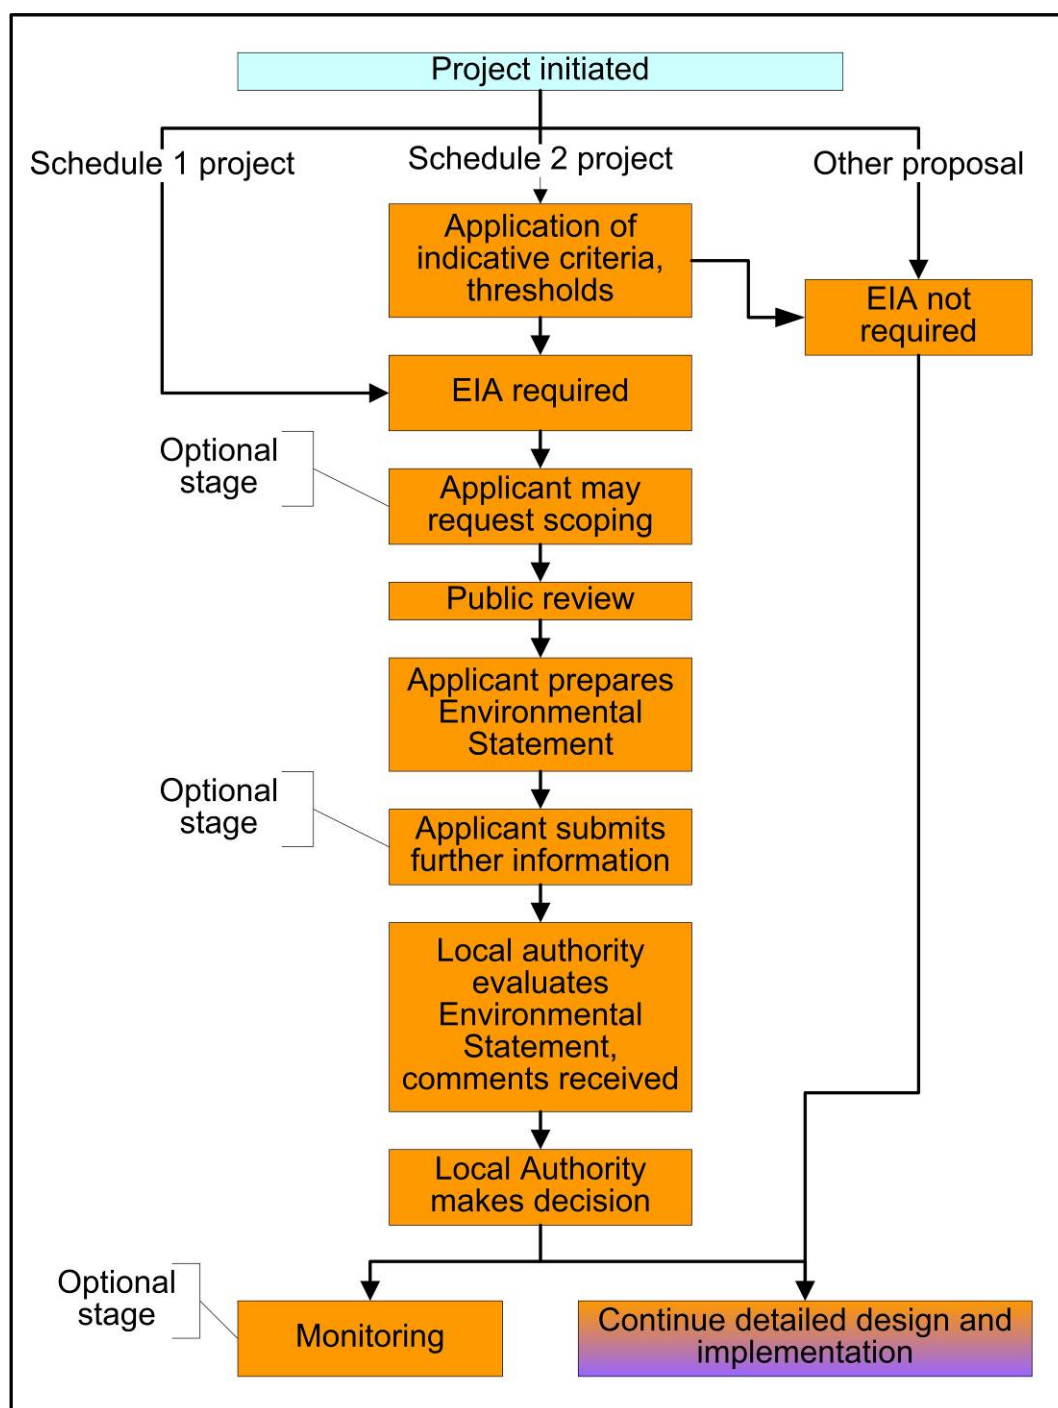 Project initiated
Schedule 1 project
Schedule 2 project
Other proposal
Application of
indicative criteria,
thresholds
EIA not
required
EIA required
Optional
stage
Applicant may
request scoping
Public review
Applicant prepares
Environmental
Statement
Optional
stage
Applicant submits
further information
Local authority
evaluates
Environmental
Statement,
comments received
Local Authority
makes decision
Optional
stage
Monitoring
Continue detailed design and
implementation